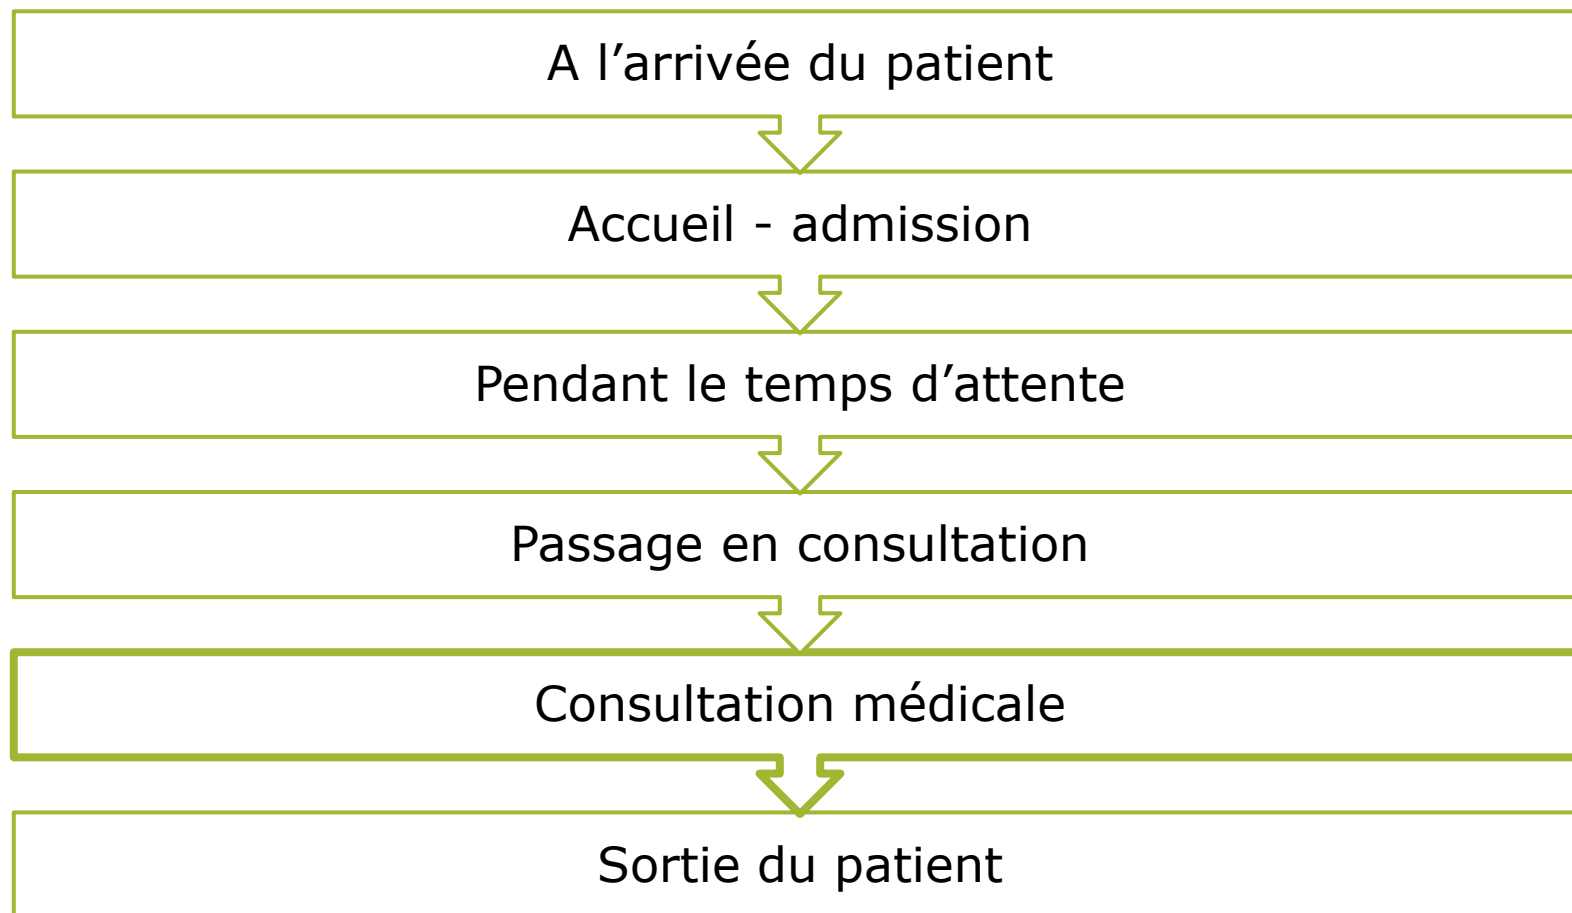 A l’arrivée du patient
Accueil - admission
Pendant le temps d’attente
Passage en consultation
Consultation médicale
Sortie du patient